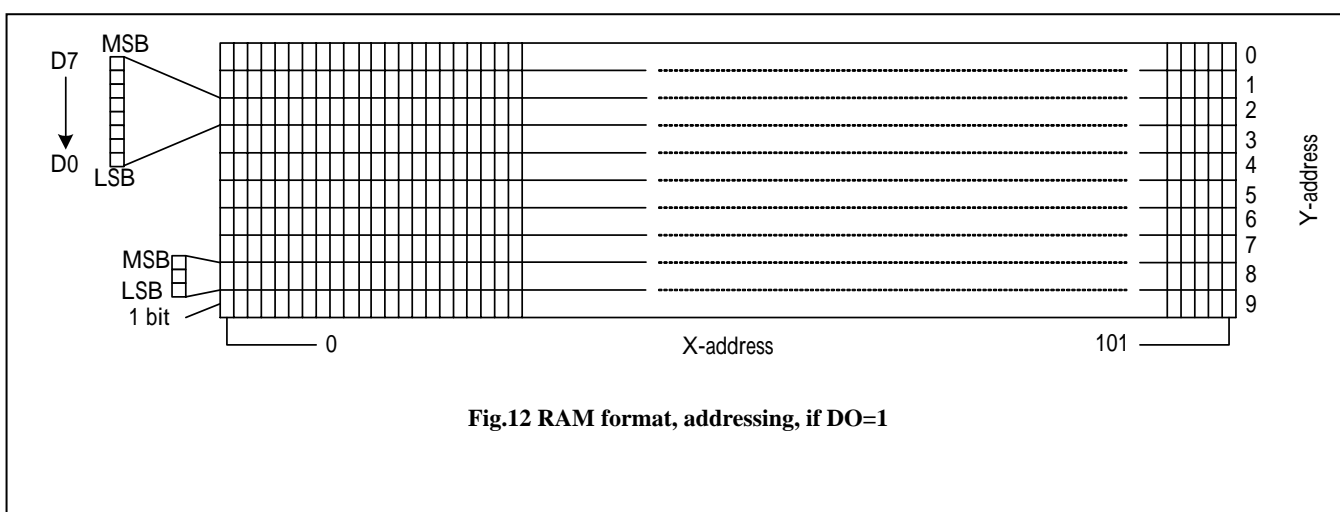 MSB
D7
D0
LSB
MSB
LSB
1 bit
0
1
2
3
4
5
6
7
8
9
Y-address
0
X-address
101
Fig.12 RAM format, addressing, if DO=1